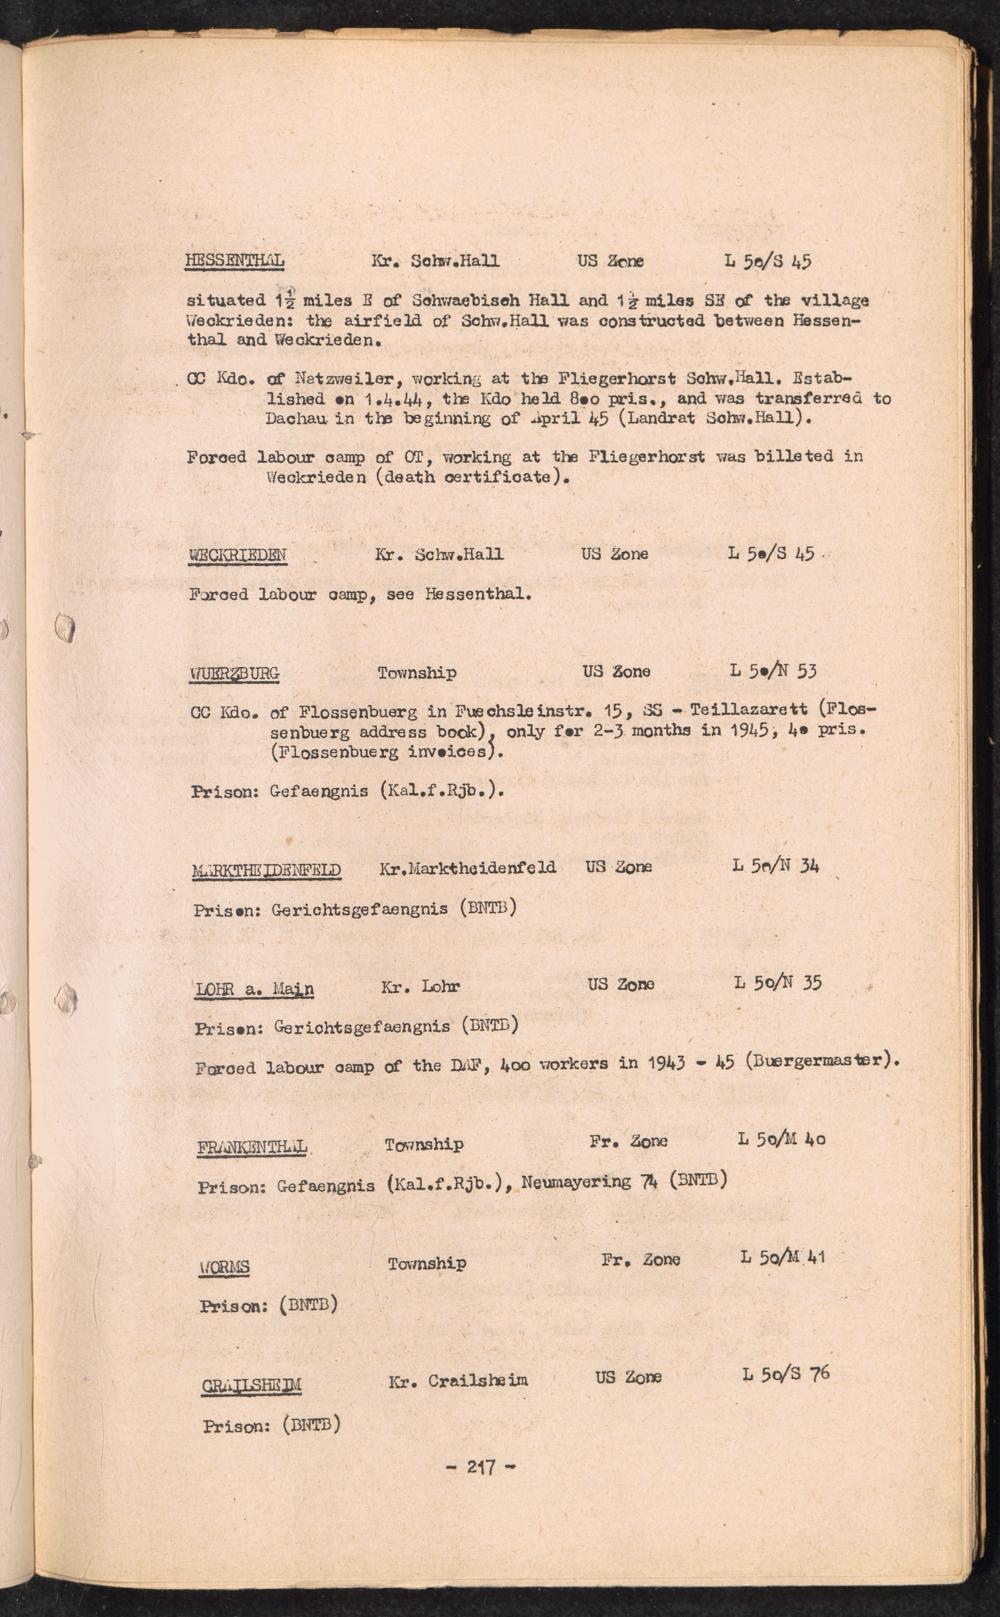 HESSENTHAL Kr. Schw.Hall US Zone L 5o/S 45
situated 1½ miles E of Schwaebisch Hall and 1½ miles SE of the village
Weckrieden: the airfield of Schw.Hall was constructed between Hessen-
thal and Weckrieden.
CC Kdo. of Natzweiler, working at the Fliegerhorst Schw.Hall. Estab-
lished on 1.4.44, the Kdo held 8oo pris., and was transferred to
Dachau in the beginning of April 45 (Landrat Schw.Hall).
Forced labour camp of OT, working at the Fliegerhorst was billeted in
Weckrieden (death certificate).
WECKRIEDEN Kr. Schw.Hall US Zone L 5o/S 45
Forced labour camp, see Hessenthal.
WUERZBURG Township US Zone L 5o/N 53
CC Kdo. of Flossenbuerg in Fuechsleinstr. 15, SS - Teillazarett (Flos-
senbuerg address book), only for 2-3 months in 1945, 4o pris.
(Flossenbuerg invoices).
Prison: Gefaengnis (Kal.f.Rjb.).
MARKTHEIDENFELD Kr.Marktheidenfeld US Zone L 5o/N 34
Prison: Gerichtsgefaengnis (BNTB)
LOHR a. Main Kr. Lohr US Zone L 5o/N 35
Prison: Gerichtsgefaengnis (BNTB)
Forced labour camp of the DAF, 4oo workers in 1943 - 45 (Buergermaster).
FRANKENTHAL Township Fr. Zone L 5o/M 4o
Prison: Gefaengnis (Kal.f.Rjb.), Neumayering 74 (BNTB)
WORMS Township Fr. Zone L 5o/M 41
Prison: (BNTB)
CRAILSHEIM Kr. Crailsheim US Zone L 5o/S 76
Prison: (BNTB)
- 217 -